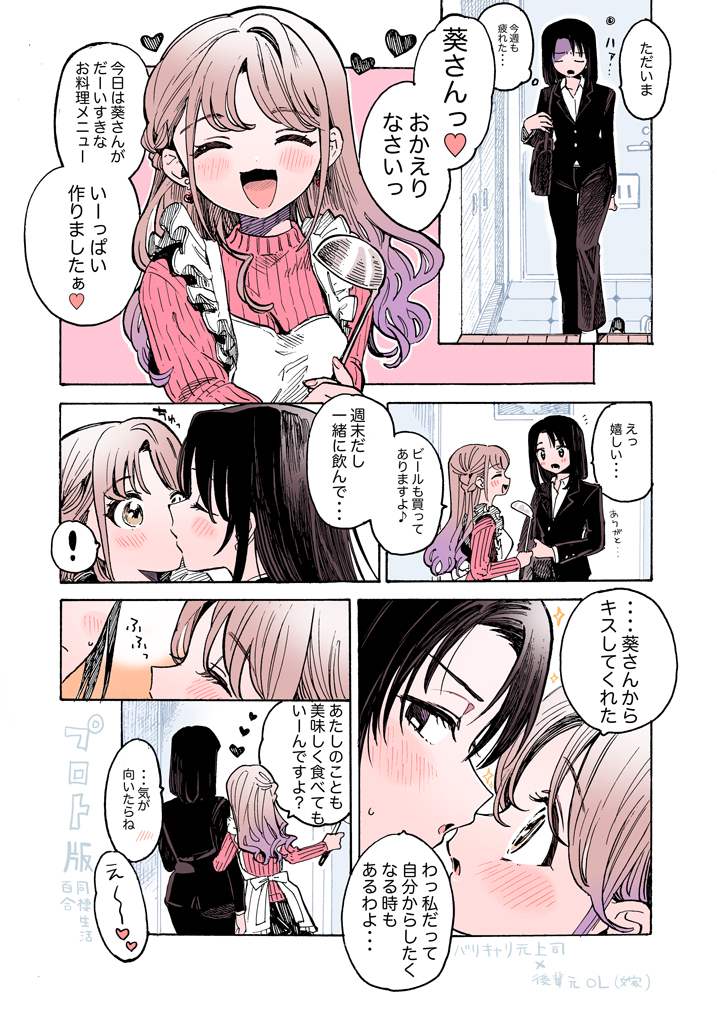 ただいま
ハァ…
今週も
疲れた…
葵さんっ♥
おかえり
なさいっ
今日は葵さんが
だーいすきな
お料理メニュー
いーっぱい
作りましたぁ♥
えっ
嬉しい・・・
ありがと…
ビールも買って
ありますよ♪
週末だし
一緒に飲んで・・・
ちゅっ
!
・・・・葵さんから
キスしてくれた
わっ私だって
自分からしたく
なる時も
あるわよ・・・
ふふっ
あたしのことも
美味しく食べても
いーんですよ?
・・・気が
向いたらね
え〜〜♥♥
プロト版
同棲生活
百合
バリキャリ元上司
×
後輩元OL(嫁)